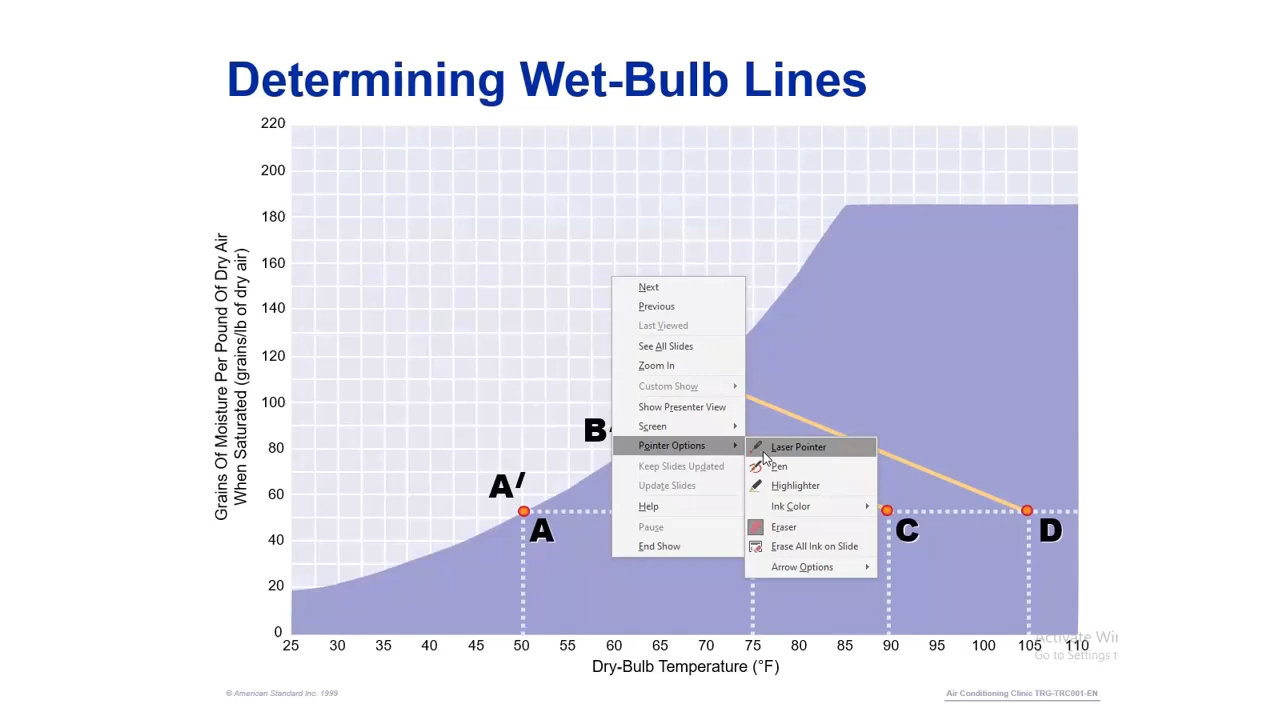 Determining Wet-Bulb Lines
220
200
180
160
140
120
100
80
60
40
20
0
Grains Of Moisture Per Pound Of Dry Air
When Saturated (grains/lb of dry air)
B
A′
A
C
D
Next
Previous
Last Viewed
See All Slides
Zoom In
Custom Show
Show Presenter View
Screen
Pointer Options
Keep Slides Updated
Update Slides
Help
Pause
End Show
Laser Pointer
Pen
Highlighter
Ink Color
Eraser
Erase All Ink on Slide
Arrow Options
25 30 35 40 45 50 55 60 65 70 75 80 85 90 95 100 105 110
Dry-Bulb Temperature (°F)
Activate Wi
Go to Settings t
© American Standard Inc. 1999
Air Conditioning Clinic TRG-TRC001-EN